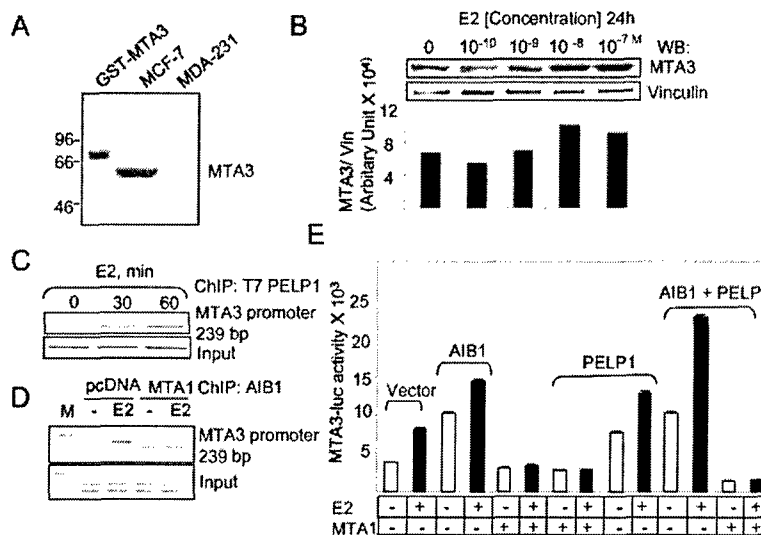 A
GST-MTA3
MCF-7
MDA-231
96-
66-
46-
MTA3
B
E2 [Concentration] 24h
0 10⁻¹⁰ 10⁻⁹ 10⁻⁸ 10⁻⁷ M WB:
MTA3
Vinculin
MTA3/ Vin
(Arbitary Unit X 10⁴)
12
8
4
C
E2, min
0 30 60
ChIP: T7 PELP1
MTA3 promoter
239 bp
Input
D
pcDNA MTA1 ChIP: AIB1
M - E2 - E2
MTA3 promoter
239 bp
Input
E
MTA3-luc activity X 10³
25
20
15
10
5
Vector
AIB1
PELP1
AIB1 + PELP
E2 - + - + - + - + - + - + - +
MTA1 - - - - + + + + - - - - + +